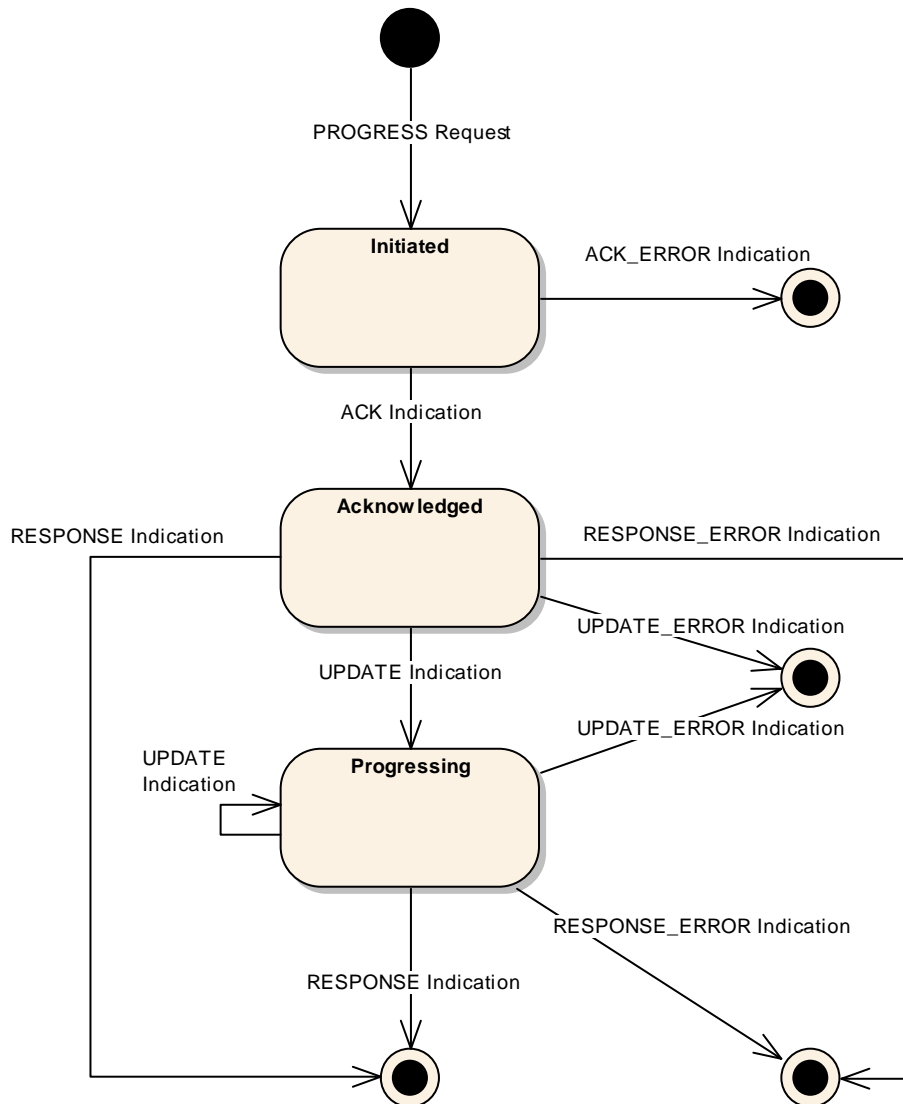 PROGRESS Request
Initiated
ACK_ERROR Indication
ACK Indication
Acknowledged
RESPONSE Indication
RESPONSE_ERROR Indication
UPDATE_ERROR Indication
UPDATE Indication
UPDATE_ERROR Indication
Progressing
UPDATE
Indication
RESPONSE_ERROR Indication
RESPONSE Indication